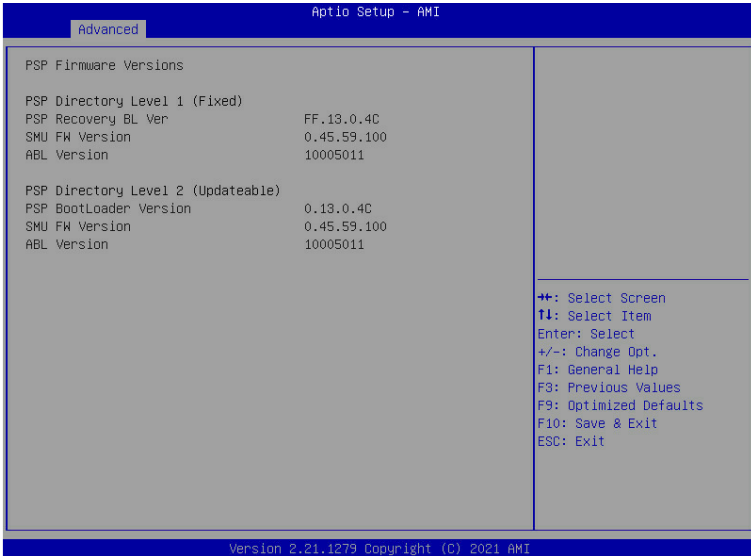 Aptio Setup – AMI
Advanced
PSP Firmware Versions
PSP Directory Level 1 (Fixed)
PSP Recovery BL Ver FF.13.0.4C
SMU FW Version 0.45.59.100
ABL Version 10005011
PSP Directory Level 2 (Updateable)
PSP BootLoader Version 0.13.0.4C
SMU FW Version 0.45.59.100
ABL Version 10005011
→←: Select Screen
↑↓: Select Item
Enter: Select
+/-: Change Opt.
F1: General Help
F3: Previous Values
F9: Optimized Defaults
F10: Save & Exit
ESC: Exit
Version 2.21.1279 Copyright (C) 2021 AMI